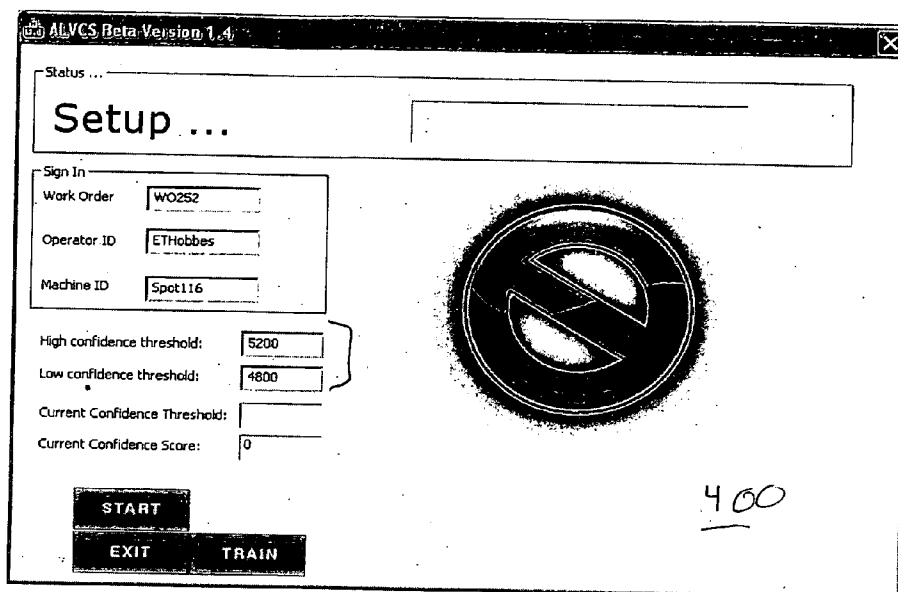 ALVCS Beta Version 1.4
Status ...
Setup ...
Sign In
Work Order WO252
Operator ID ETHobbes
Machine ID Spot116
High confidence threshold: 5200
Low confidence threshold: 4800
Current Confidence Threshold:
Current Confidence Score: 0
400
START
EXIT TRAIN